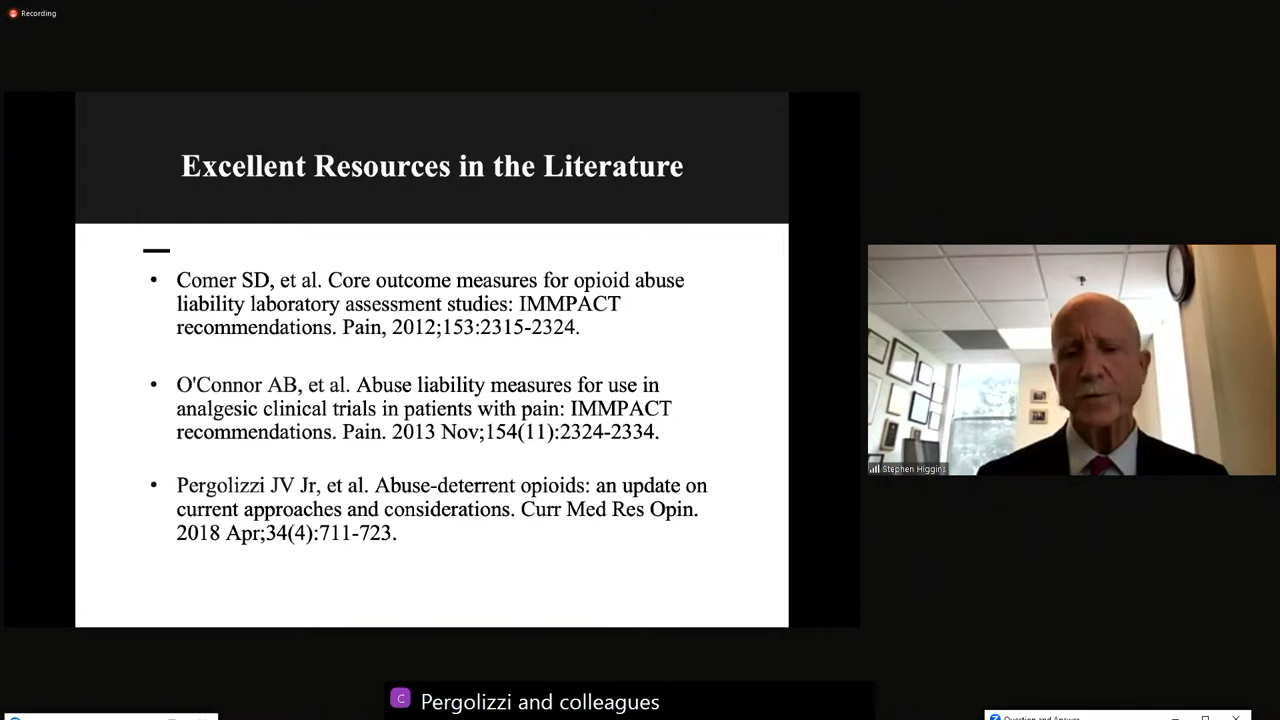 Recording
Excellent Resources in the Literature
• Comer SD, et al. Core outcome measures for opioid abuse
liability laboratory assessment studies: IMMPACT
recommendations. Pain, 2012;153:2315-2324.
• O'Connor AB, et al. Abuse liability measures for use in
analgesic clinical trials in patients with pain: IMMPACT
recommendations. Pain. 2013 Nov;154(11):2324-2334.
• Pergolizzi JV Jr, et al. Abuse-deterrent opioids: an update on
current approaches and considerations. Curr Med Res Opin.
2018 Apr;34(4):711-723.
Stephen Higgins
C Pergolizzi and colleagues
Question and Answer